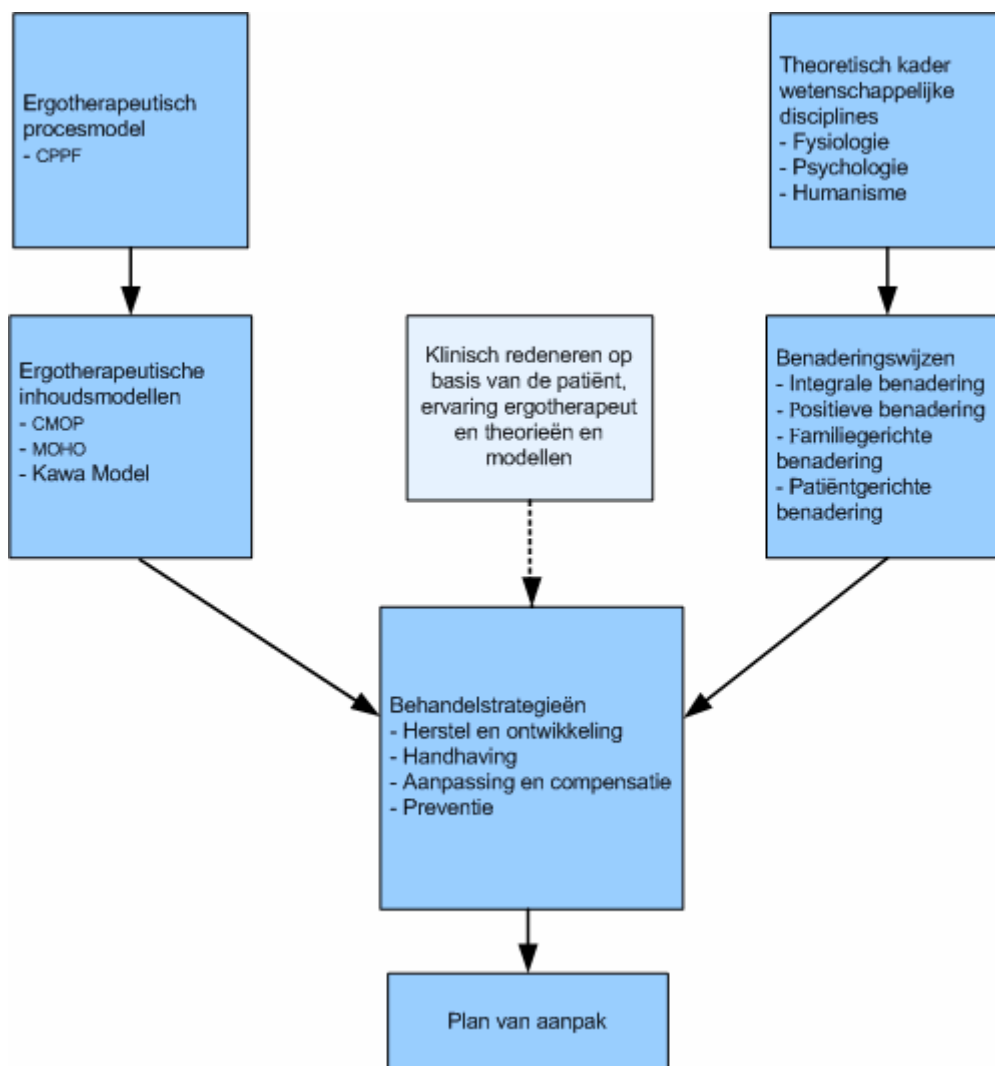 Ergotherapeutisch
procesmodel
- CPPF
Theoretisch kader
wetenschappelijke
disciplines
- Fysiologie
- Psychologie
- Humanisme
Ergotherapeutische
inhoudsmodellen
- CMOP
- MOHO
- Kawa Model
Klinisch redeneren op
basis van de patiënt,
ervaring ergotherapeut
en theorieën en
modellen
Benaderingswijzen
- Integrale benadering
- Positieve benadering
- Familiegerichte
benadering
- Patiëntgerichte
benadering
Behandelstrategieën
- Herstel en ontwikkeling
- Handhaving
- Aanpassing en compensatie
- Preventie
Plan van aanpak